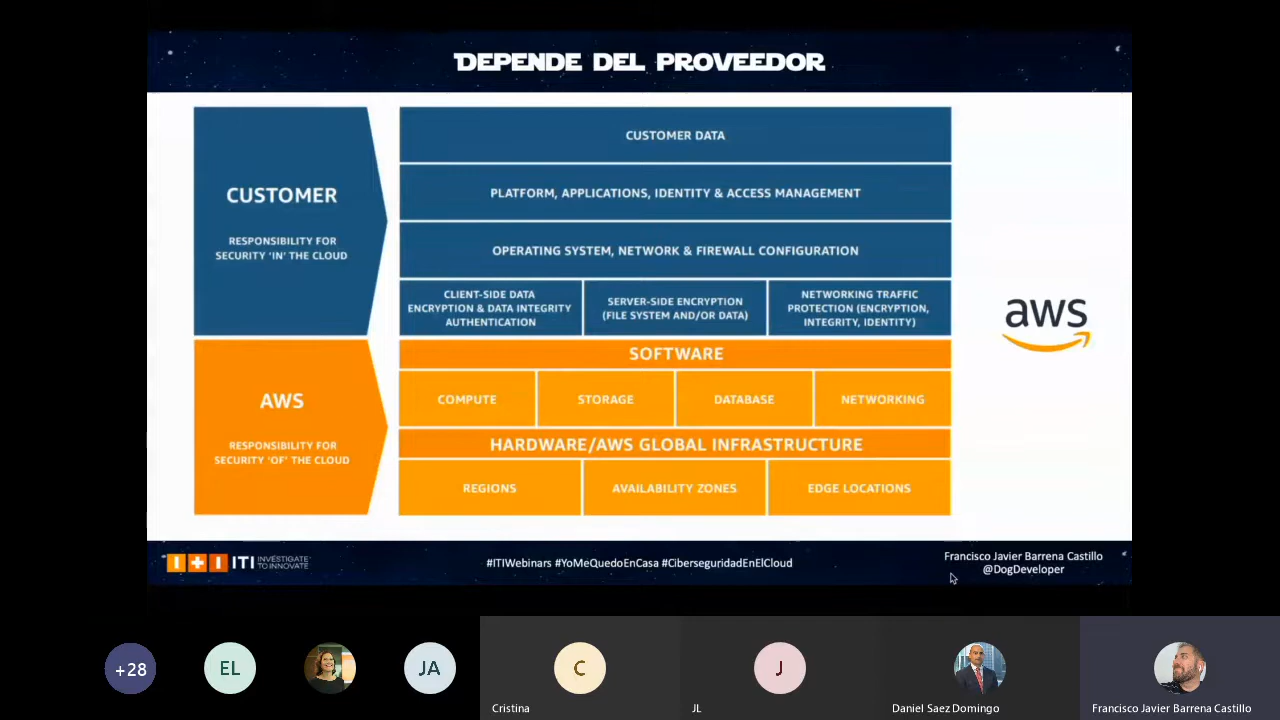 DEPENDE DEL PROVEEDOR
CUSTOMER
RESPONSIBILITY FOR
SECURITY 'IN' THE CLOUD
CUSTOMER DATA
PLATFORM, APPLICATIONS, IDENTITY & ACCESS MANAGEMENT
OPERATING SYSTEM, NETWORK & FIREWALL CONFIGURATION
CLIENT-SIDE DATA
ENCRYPTION & DATA INTEGRITY
AUTHENTICATION
SERVER-SIDE ENCRYPTION
(FILE SYSTEM AND/OR DATA)
NETWORKING TRAFFIC
PROTECTION (ENCRYPTION,
INTEGRITY, IDENTITY)
aws
AWS
RESPONSIBILITY FOR
SECURITY 'OF' THE CLOUD
SOFTWARE
COMPUTE
STORAGE
DATABASE
NETWORKING
HARDWARE/AWS GLOBAL INFRASTRUCTURE
REGIONS
AVAILABILITY ZONES
EDGE LOCATIONS
ITI ITI INVESTIGATE
TO INNOVATE
#ITIWebinars #YoMeQuedoEnCasa #CiberseguridadEnElCloud
Francisco Javier Barrena Castillo
@DogDeveloper
+28
EL
JA
C
Cristina
J
JL
Daniel Saez Domingo
Francisco Javier Barrena Castillo